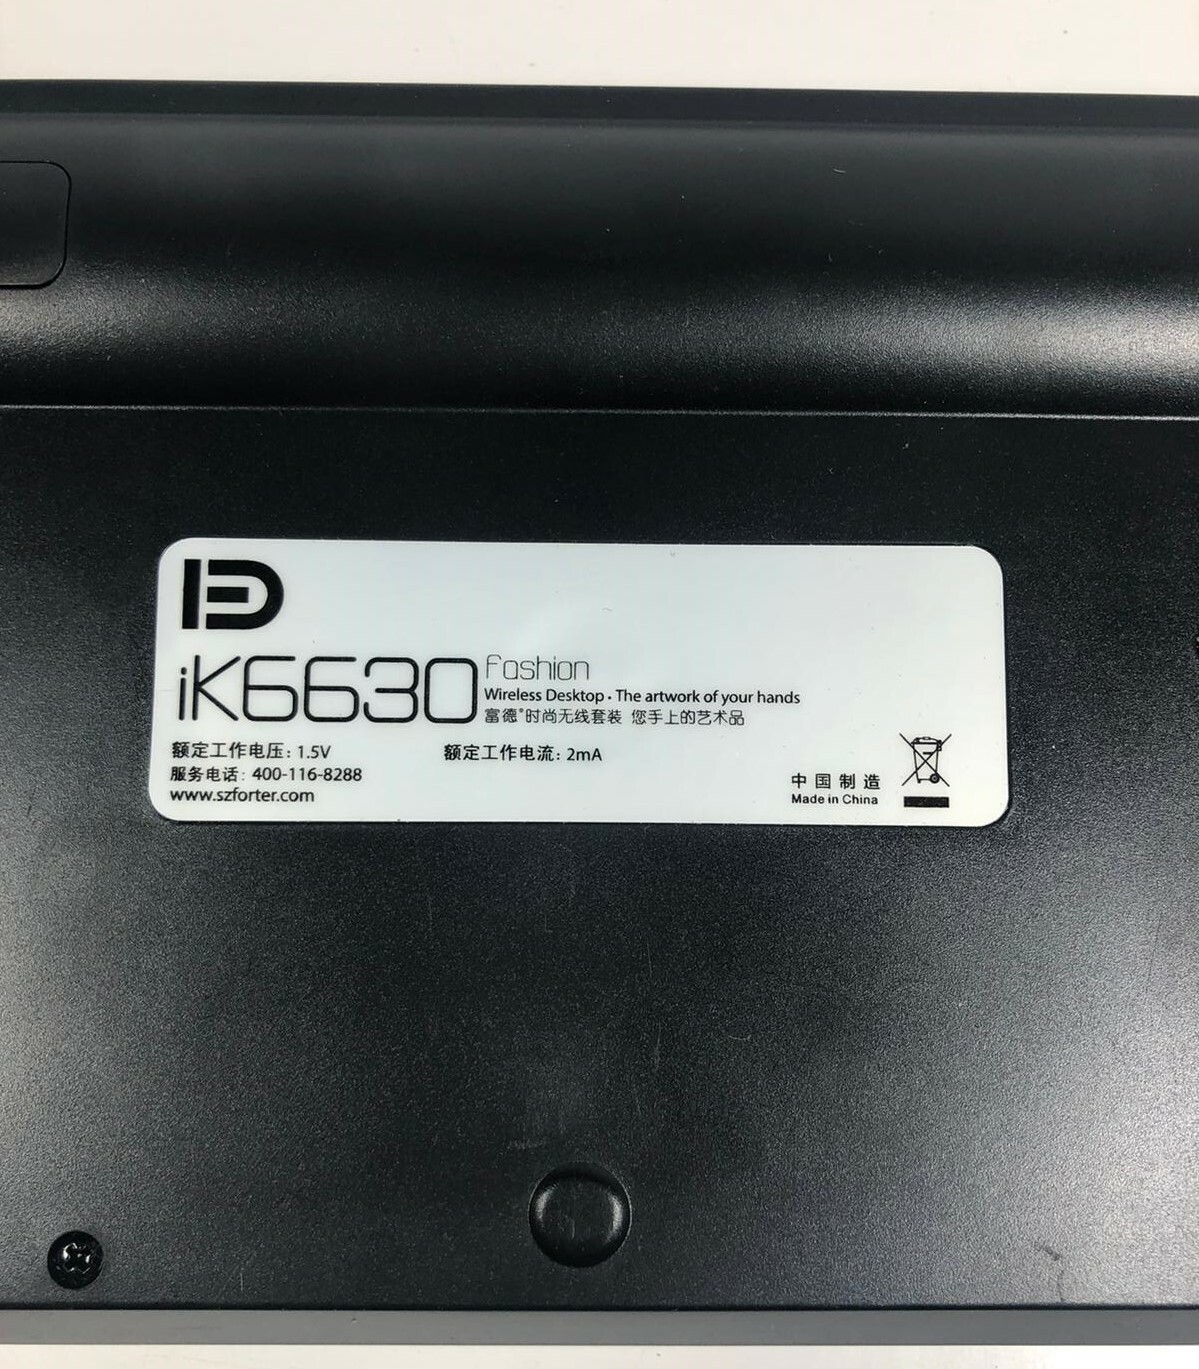 FD
iK6630 Fashion
Wireless Desktop · The artwork of your hands
富德®时尚无线套装 您手上的艺术品
额定工作电压: 1.5V 额定工作电流: 2mA
服务电话: 400-116-8288
www.szforter.com
中国制造
Made in China